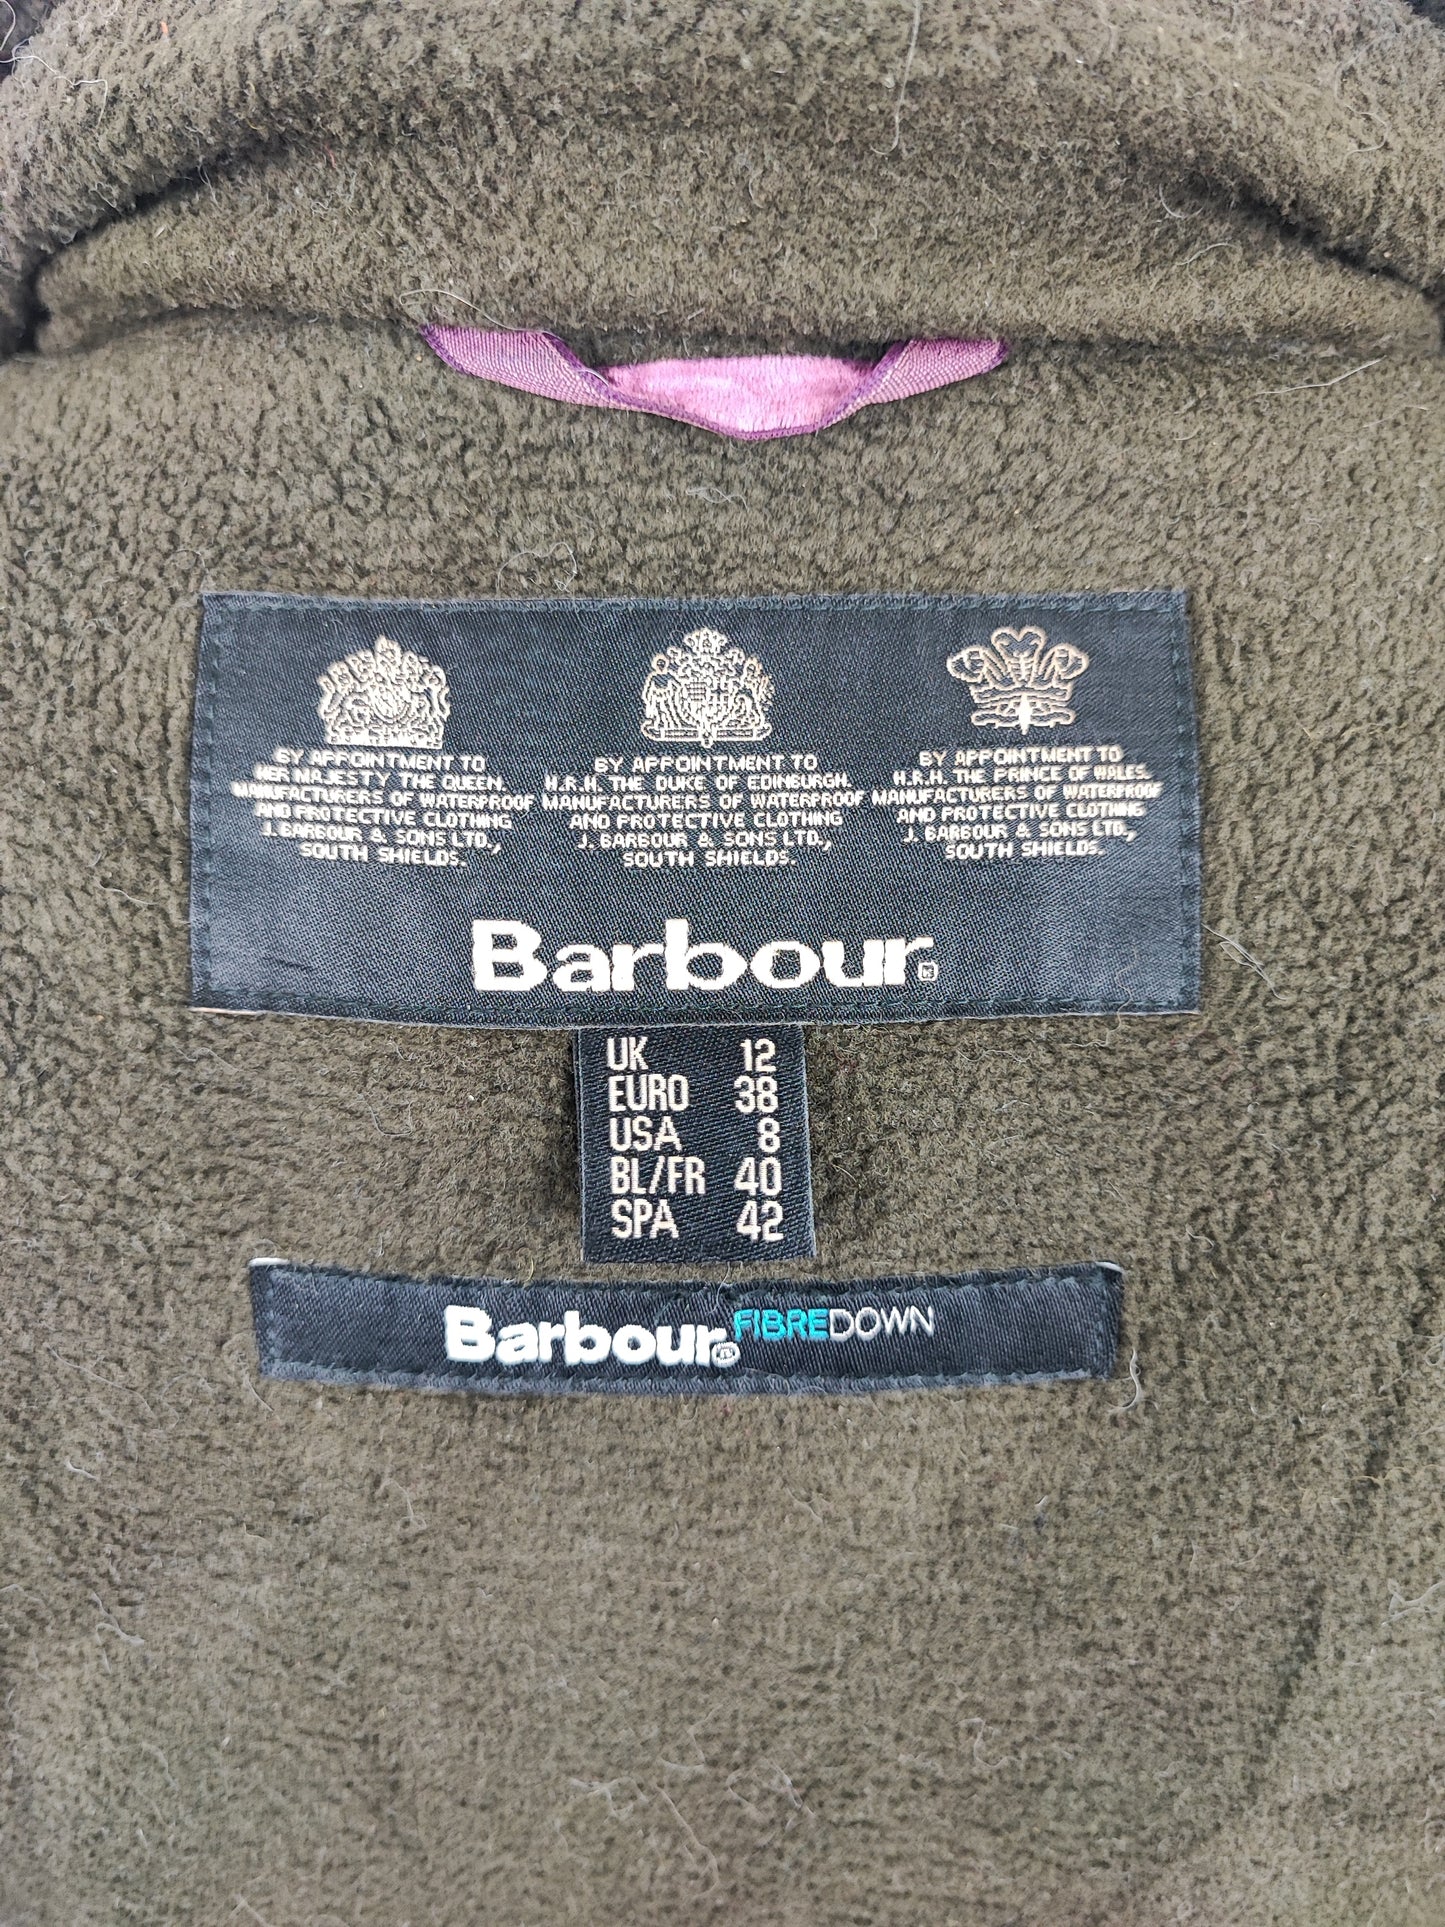 BY APPOINTMENT TO
HER MAJESTY THE QUEEN.
MANUFACTURERS OF WATERPROOF
AND PROTECTIVE CLOTHING
J. BARBOUR & SONS LTD.,
SOUTH SHIELDS.
BY APPOINTMENT TO
H.R.H. THE DUKE OF EDINBURGH.
MANUFACTURERS OF WATERPROOF
AND PROTECTIVE CLOTHING
J. BARBOUR & SONS LTD.,
SOUTH SHIELDS.
BY APPOINTMENT TO
H.R.H. THE PRINCE OF WALES.
MANUFACTURERS OF WATERPROOF
AND PROTECTIVE CLOTHING
J. BARBOUR & SONS LTD.,
SOUTH SHIELDS.
Barbour
UK 12
EURO 38
USA 8
BL/FR 40
SPA 42
Barbour FIBREDOWN